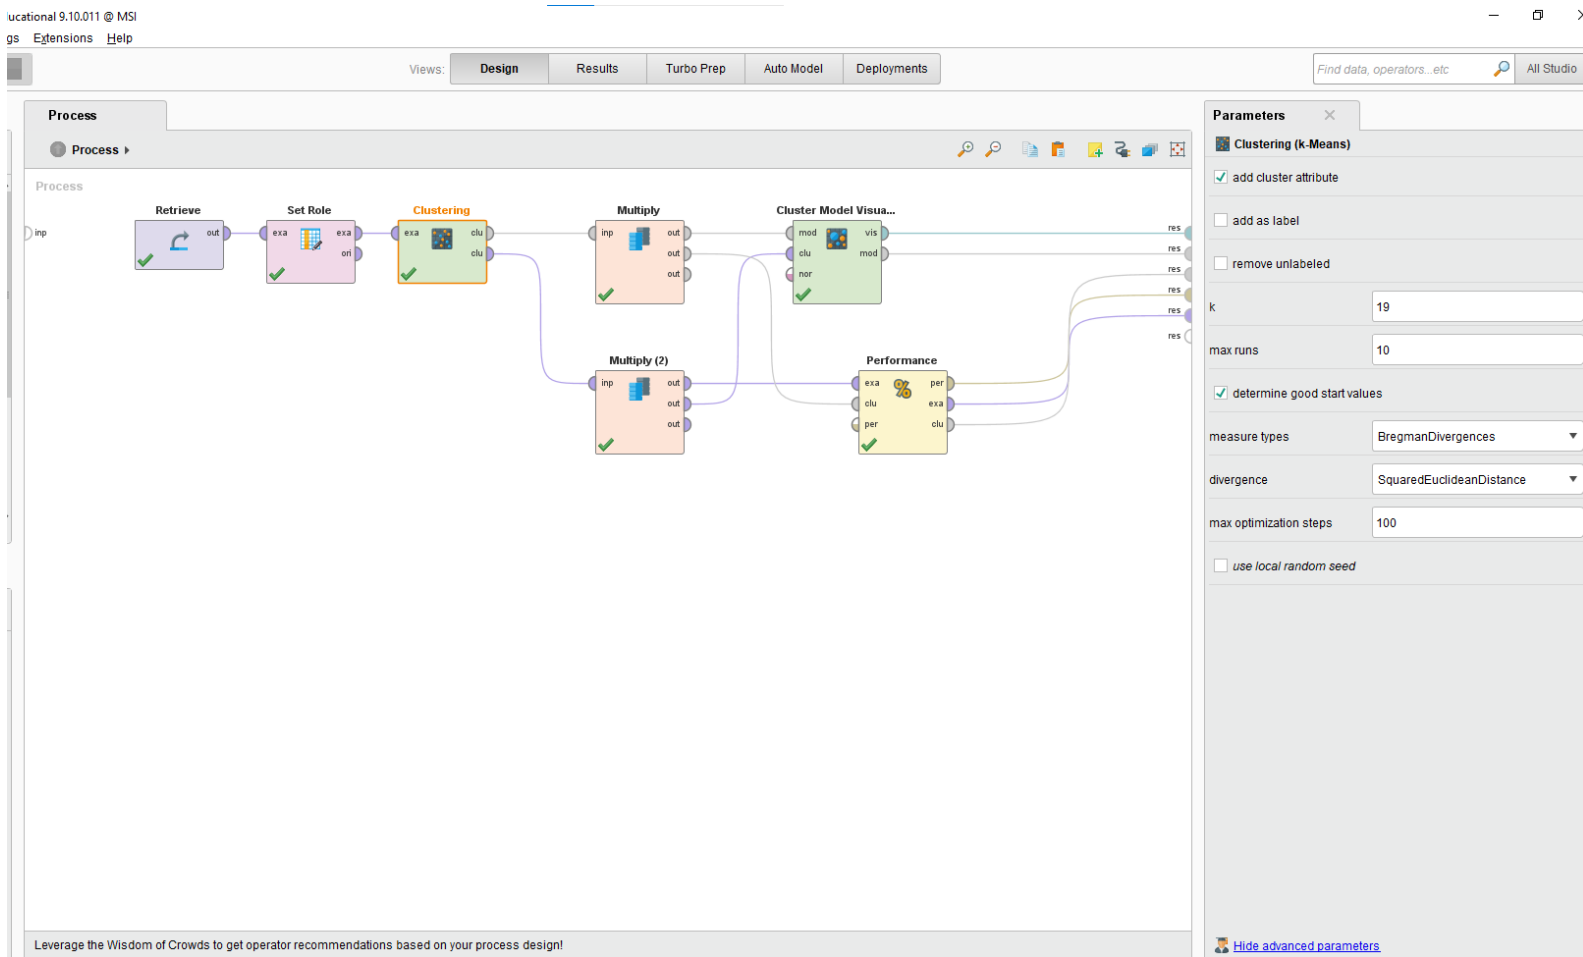 ucational 9.10.011 @ MSI
gs Extensions Help
Views: Design Results Turbo Prep Auto Model Deployments
Find data, operators...etc
All Studio
Process
Process
Process
inp
Retrieve
out
Set Role
exa exa
ori
Clustering
exa clu
clu
Multiply
inp out
out
out
Cluster Model Visua...
mod vis
clu mod
nor
Multiply (2)
inp out
out
out
Performance
exa per
clu exa
per clu
res
res
res
res
res
res
Leverage the Wisdom of Crowds to get operator recommendations based on your process design!
Parameters
Clustering (k-Means)
add cluster attribute
add as label
remove unlabeled
k 19
max runs 10
determine good start values
measure types BregmanDivergences
divergence SquaredEuclideanDistance
max optimization steps 100
use local random seed
Hide advanced parameters